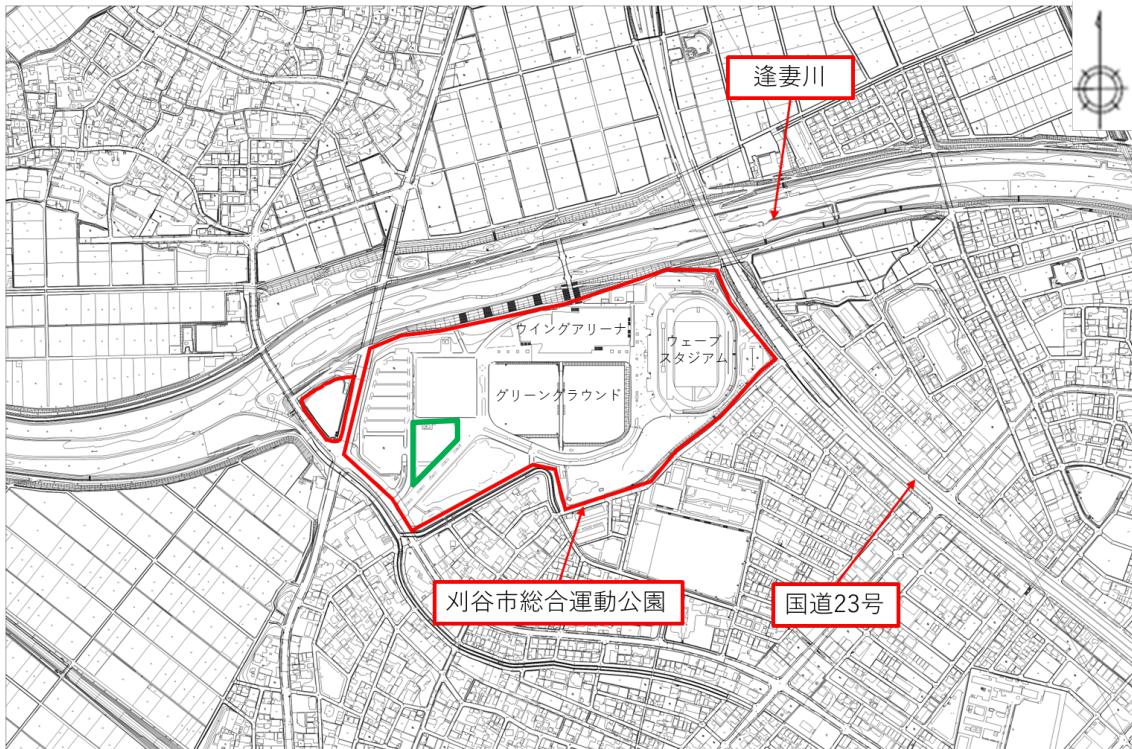 逢妻川
ウイングアリーナ
ウェーブ
スタジアム
グリーングラウンド
刈谷市総合運動公園
国道23号